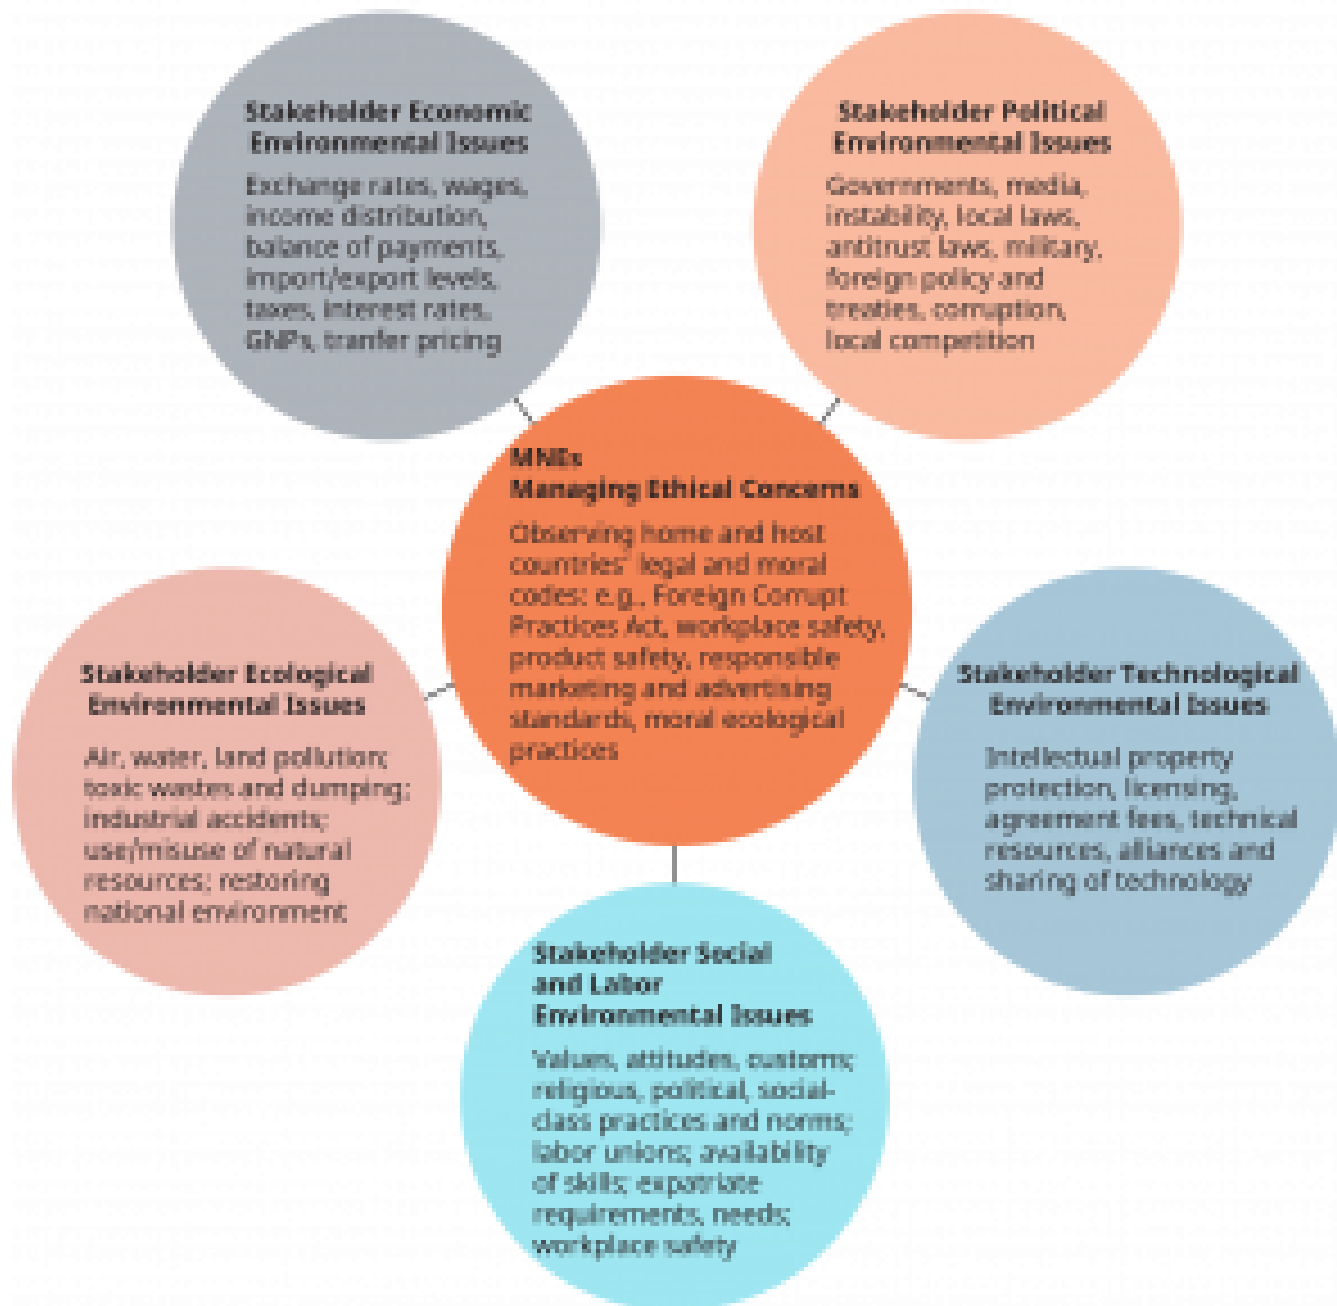 Stakeholder Economic
Environmental Issues
Exchange rates, wages,
income distribution,
balance of payments,
import/export levels,
taxes, interest rates,
GNPs, tranfer pricing
Stakeholder Political
Environmental Issues
Governments, media,
instability, local laws,
antitrust laws, military,
foreign policy and
treaties, corruption,
local competition
MNEs
Managing Ethical Concerns
Observing home and host
countries' legal and moral
codes: e.g., Foreign Corrupt
Practices Act, workplace safety,
product safety, responsible
marketing and advertising
standards, moral ecological
practices
Stakeholder Ecological
Environmental Issues
Air, water, land pollution;
toxic wastes and dumping;
industrial accidents;
use/misuse of natural
resources; restoring
national environment
Stakeholder Technological
Environmental Issues
Intellectual property
protection, licensing,
agreement fees, technical
resources, alliances and
sharing of technology
Stakeholder Social
and Labor
Environmental Issues
Values, attitudes, customs;
religious, political, social-
class practices and norms;
labor unions; availability
of skills; expatriate
requirements, needs;
workplace safety